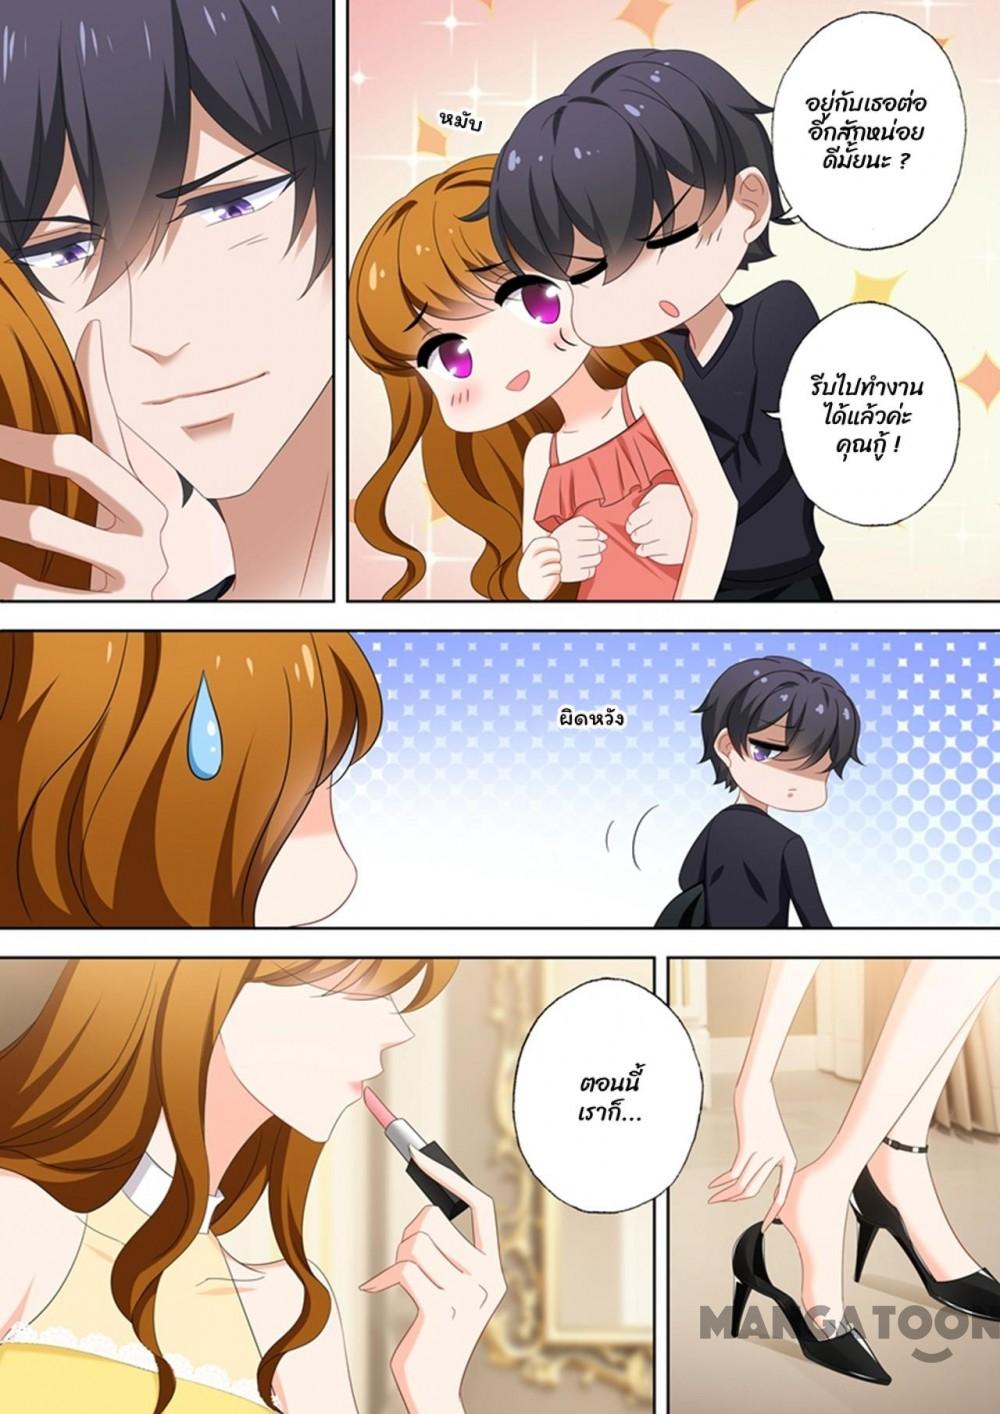 หมับ
อยู่กับเธอต่อ
อีกสักหน่อย
ดีมั้ยนะ ?
รีบไปทำงาน
ได้แล้วค่ะ
คุณกู้ !
ผิดหวัง
ตอนนี้
เราก็...
MANGATOON